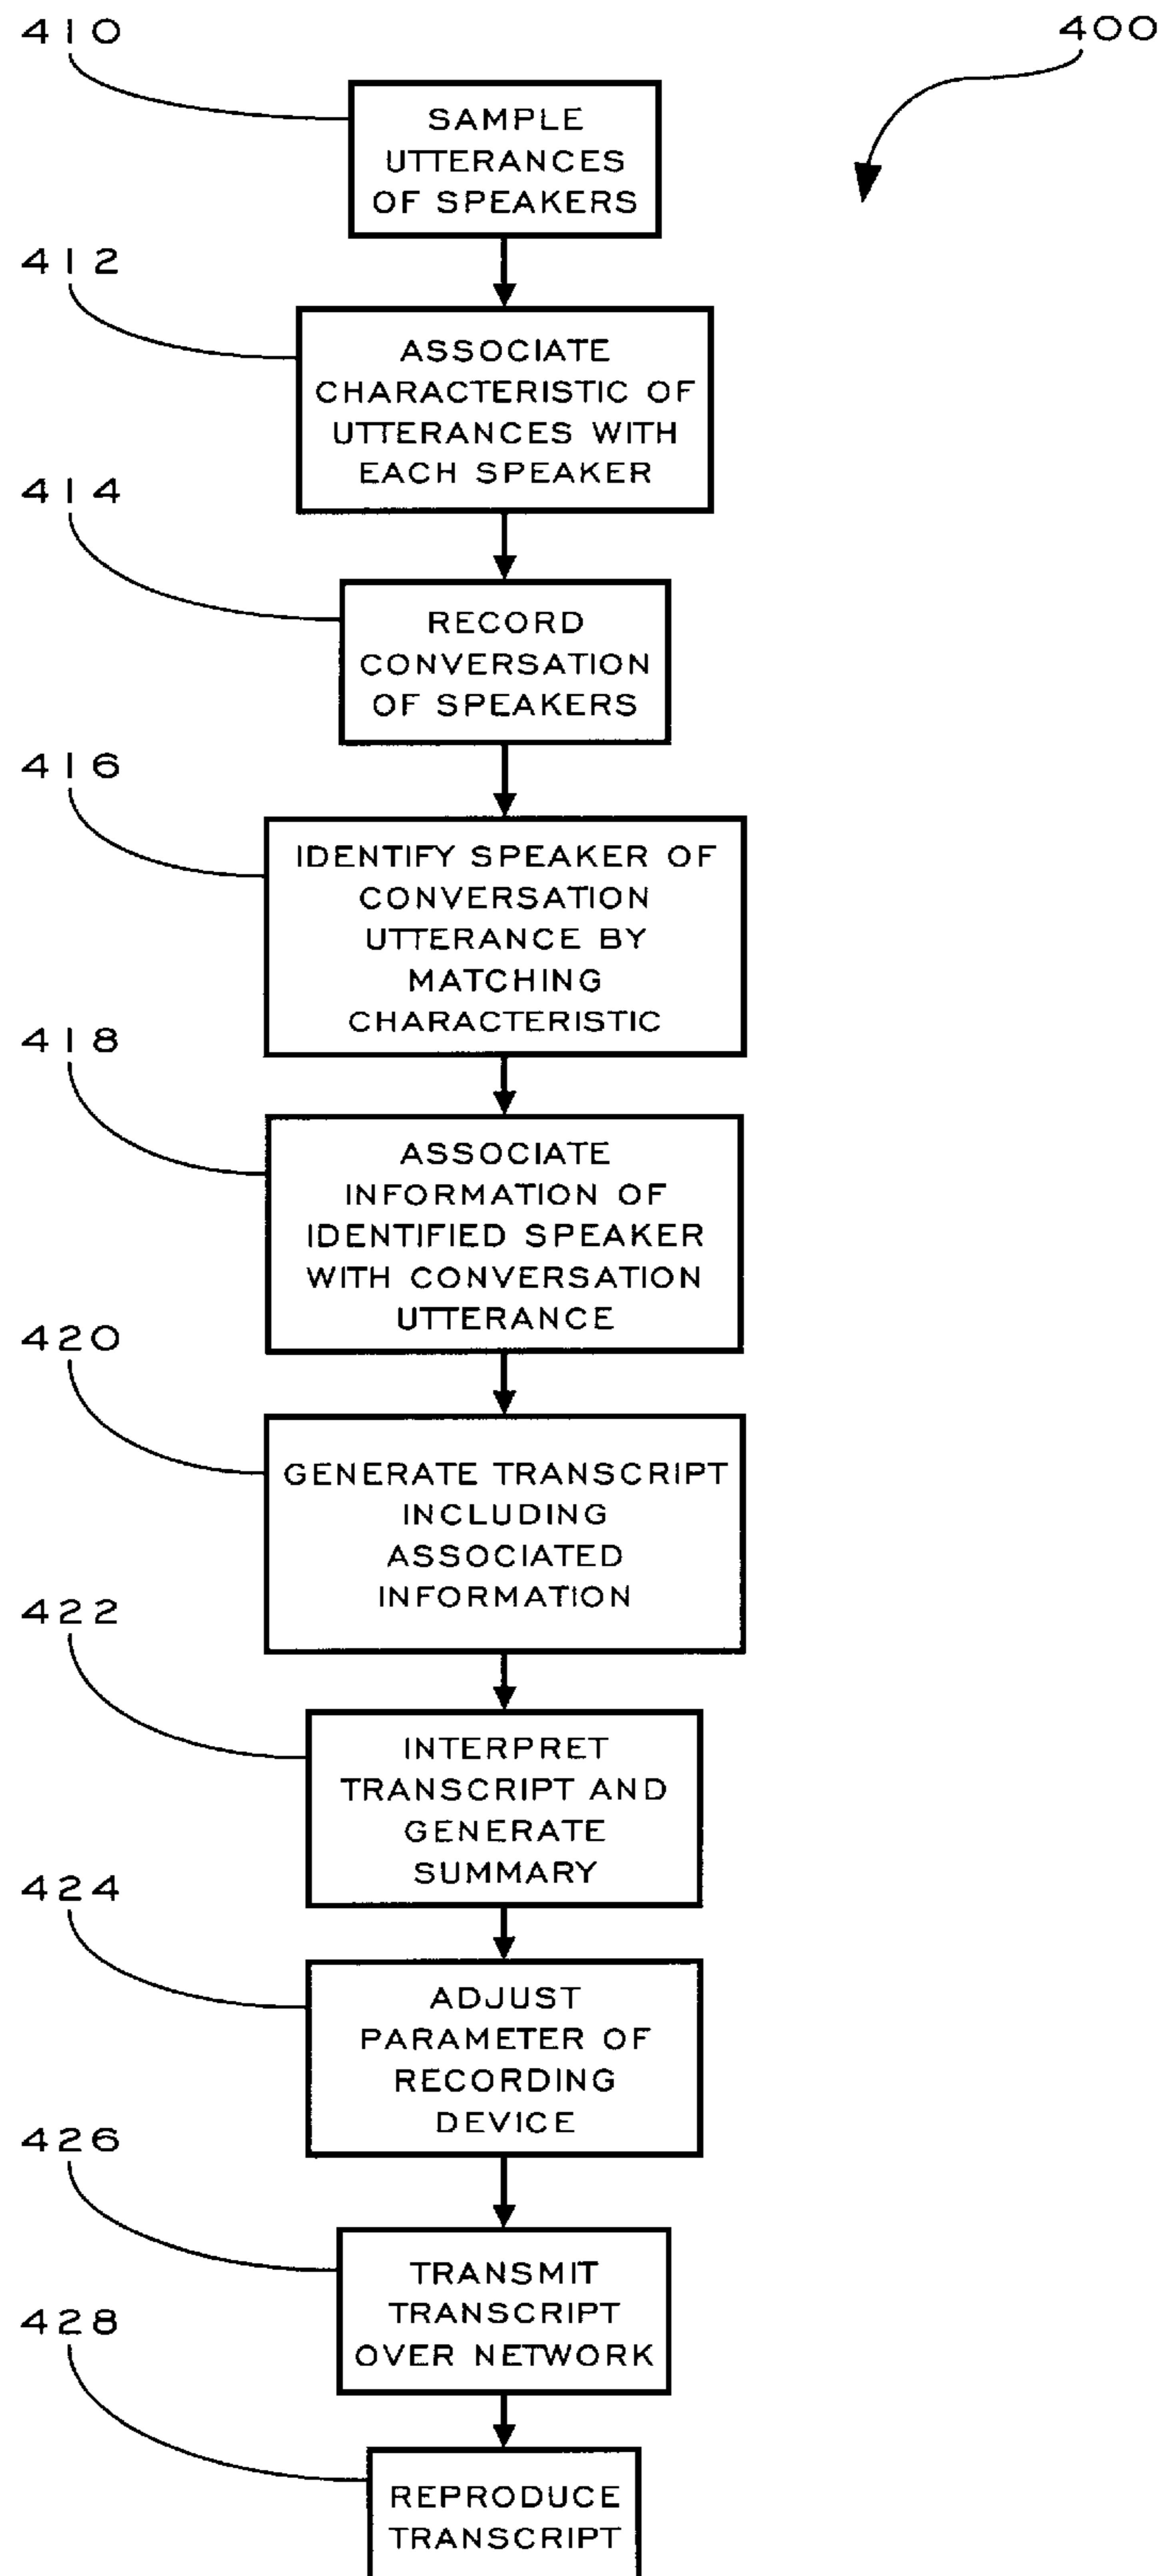 410
400
SAMPLE
UTTERANCES
OF SPEAKERS
412
ASSOCIATE
CHARACTERISTIC OF
UTTERANCES WITH
EACH SPEAKER
414
RECORD
CONVERSATION
OF SPEAKERS
416
IDENTIFY SPEAKER OF
CONVERSATION
UTTERANCE BY
MATCHING
CHARACTERISTIC
418
ASSOCIATE
INFORMATION OF
IDENTIFIED SPEAKER
WITH CONVERSATION
UTTERANCE
420
GENERATE TRANSCRIPT
INCLUDING
ASSOCIATED
INFORMATION
422
INTERPRET
TRANSCRIPT AND
GENERATE
SUMMARY
424
ADJUST
PARAMETER OF
RECORDING
DEVICE
426
TRANSMIT
TRANSCRIPT
OVER NETWORK
428
REPRODUCE
TRANSCRIPT